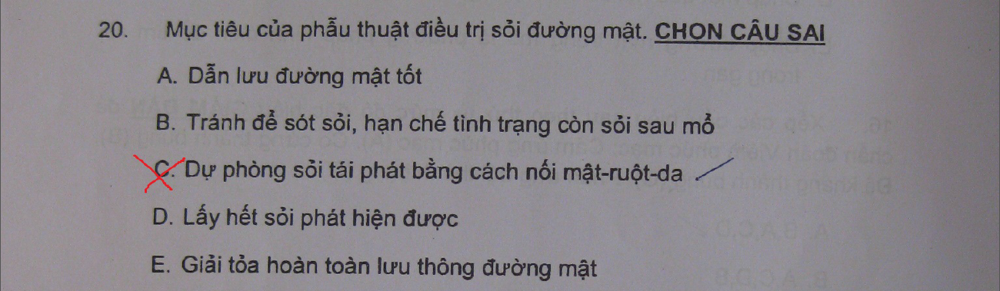 20. Mục tiêu của phẫu thuật điều trị sỏi đường mật. CHON CÂU SAI
A. Dẫn lưu đường mật tốt
B. Tránh để sót sỏi, hạn chế tình trạng còn sỏi sau mổ
C. Dự phòng sỏi tái phát bằng cách nối mật-ruột-da
D. Lấy hết sỏi phát hiện được
E. Giải tỏa hoàn toàn lưu thông đường mật